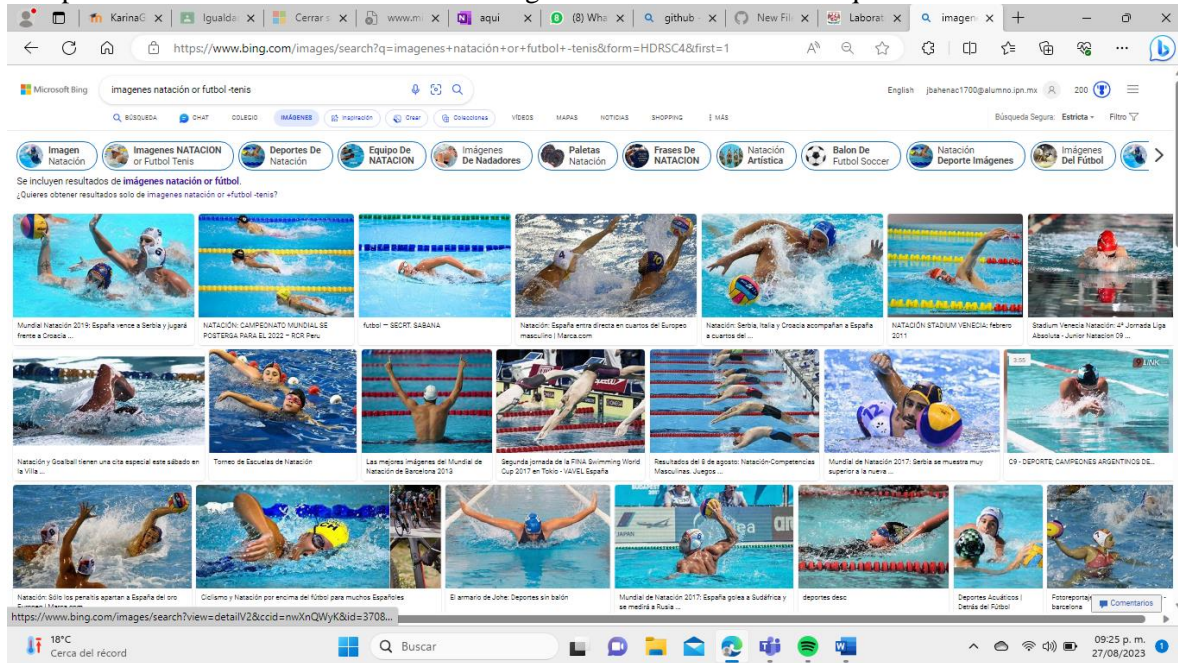 KarinaG
Igualda
Cerrar s
www.mi
aqui
(8) Wha
github -
New File
Laborat
imagen
https://www.bing.com/images/search?q=imagenes+natación+or+futbol+-tenis&form=HDRSC4&first=1
Microsoft Bing
imagenes natación or futbol -tenis
English
jbahenac1700@alumno.ipn.mx
200
BÚSQUEDA
CHAT
COLEGIO
IMÁGENES
Inspiración
Crear
Colecciones
VÍDEOS
MAPAS
NOTICIAS
SHOPPING
MÁS
Búsqueda Segura: Estricta
Filtro
Imagen
Natación
Imagenes NATACION
or Futbol Tenis
Deportes De
Natación
Equipo De
NATACION
Imágenes
De Nadadores
Paletas
Natación
Frases De
NATACION
Natación
Artística
Balon De
Futbol Soccer
Natación
Deporte Imágenes
Imágenes
Del Fútbol
Se incluyen resultados de imágenes natación or fútbol.
¿Quieres obtener resultados solo de imagenes natación or +futbol -tenis?
Mundial Natación 2019: España vence a Serbia y jugará
frente a Croacia ...
NATACIÓN: CAMPEONATO MUNDIAL SE
POSTERGA PARA EL 2022 – RCR Peru
futbol – SECRT. SABANA
Natación: España entra directa en cuartos del Europeo
masculino | Marca.com
Natación: Serbia, Italia y Croacia acompañan a España
a cuartos del ...
NATACIÓN STADIUM VENECIA: febrero
2011
Stadium Venecia Natación: 4ª Jornada Liga
Absoluta - Junior Natacion 09 ...
3:55
LINK
Natación y Goalball tienen una cita especial este sábado en
la Villa ...
Torneo de Escuelas de Natación
Las mejores imágenes del Mundial de
Natación de Barcelona 2013
Segunda jornada de la FINA Swimming World
Cup 2017 en Tokio - VAVEL España
Resultados del 9 de agosto: Natación-Competencias
Masculinas. Juegos ...
Mundial de Natación 2017: Serbia se muestra muy
superior a la nueva ...
C9 - DEPORTE; CAMPEONES ARGENTINOS DE...
Natación: Sólo los penaltis apartan a España del oro
Europeo | Marca.com
Ciclismo y Natación por encima del fútbol para muchos Españoles
El armario de Johe: Deportes sin balón
Mundial de Natación 2017: España golea a Sudáfrica y
se medirá a Rusia ...
deportes desc
Deportes Acuáticos |
Detrás del Fútbol
Fotoreportaj
barcelona
Comentarios
https://www.bing.com/images/search?view=detailV2&ccid=nwXnQWyK&id=3708...
18°C
Cerca del récord
Buscar
09:25 p. m.
27/08/2023